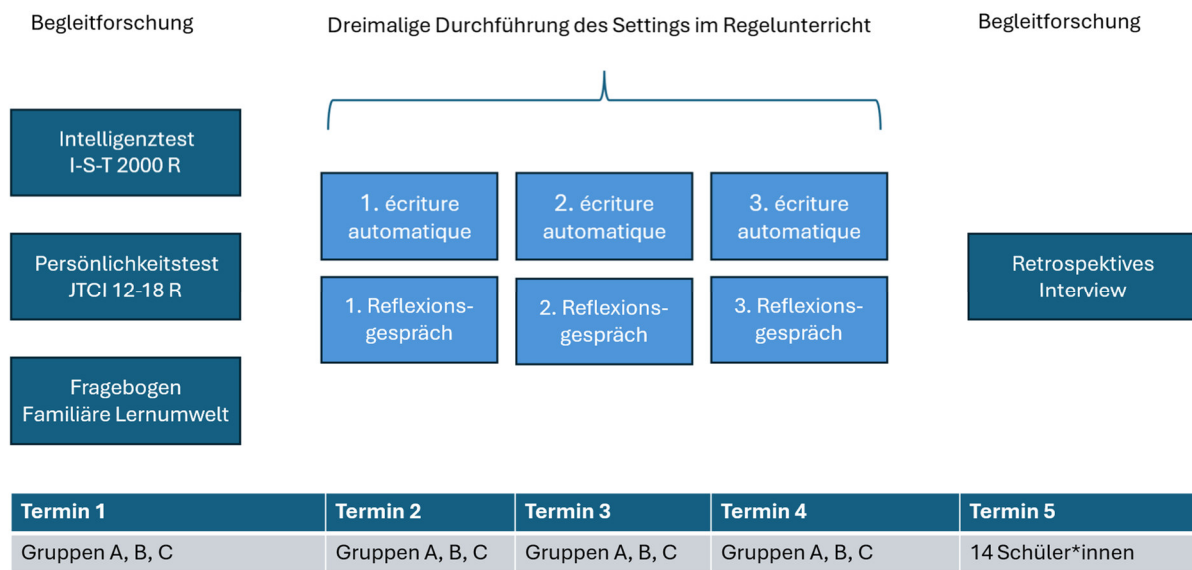 Begleitforschung
Dreimalige Durchführung des Settings im Regelunterricht
Begleitforschung
Intelligenztest
I-S-T 2000 R
Persönlichkeitstest
JTCI 12-18 R
Fragebogen
Familiäre Lernumwelt
1. écriture
automatique
2. écriture
automatique
3. écriture
automatique
1. Reflexions-
gespräch
2. Reflexions-
gespräch
3. Reflexions-
gespräch
Retrospektives
Interview
Termin 1
Termin 2
Termin 3
Termin 4
Termin 5
Gruppen A, B, C
Gruppen A, B, C
Gruppen A, B, C
Gruppen A, B, C
14 Schüler*innen